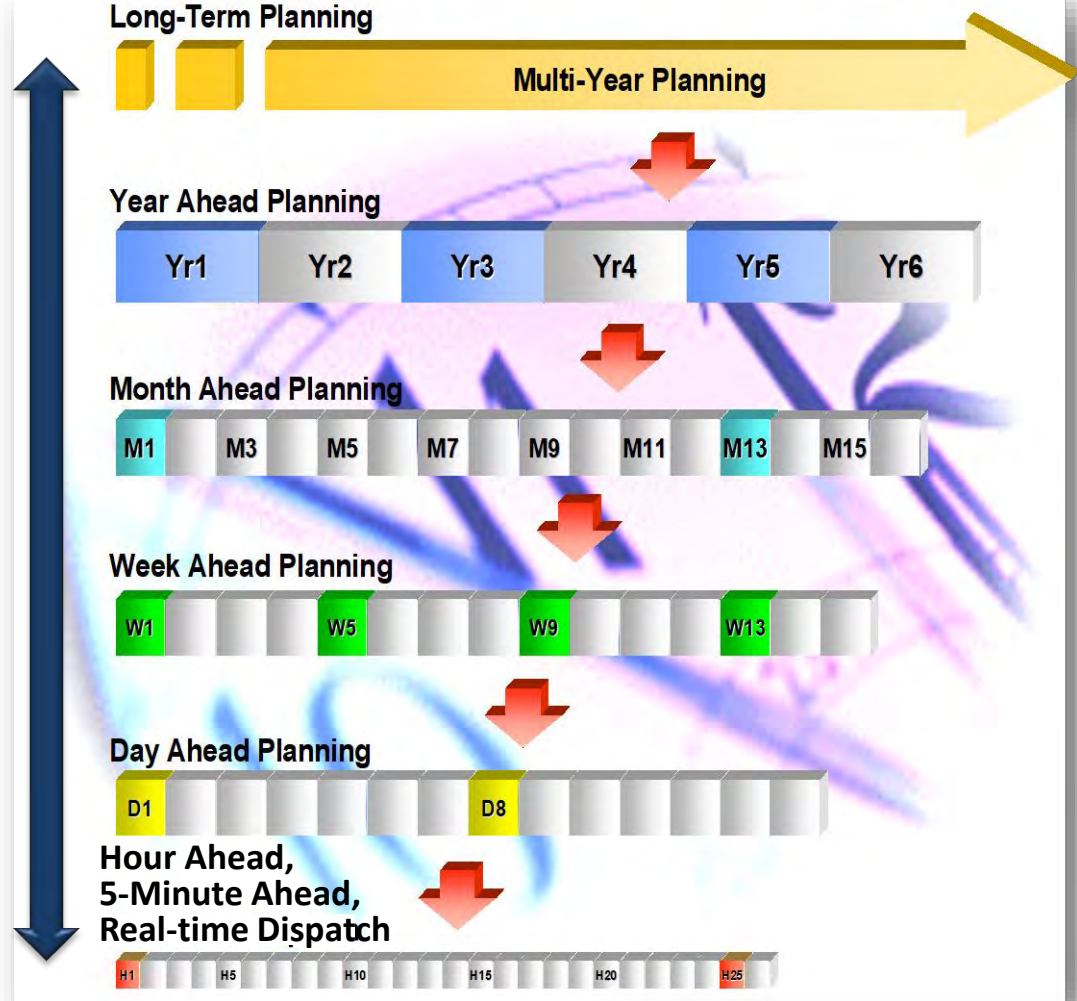 Long-Term Planning
Multi-Year Planning
Year Ahead Planning
Yr1 Yr2 Yr3 Yr4 Yr5 Yr6
Month Ahead Planning
M1 M3 M5 M7 M9 M11 M13 M15
Week Ahead Planning
W1 W5 W9 W13
Day Ahead Planning
D1 D8
Hour Ahead,
5-Minute Ahead,
Real-time Dispatch
H1 H5 H10 H15 H20 H25